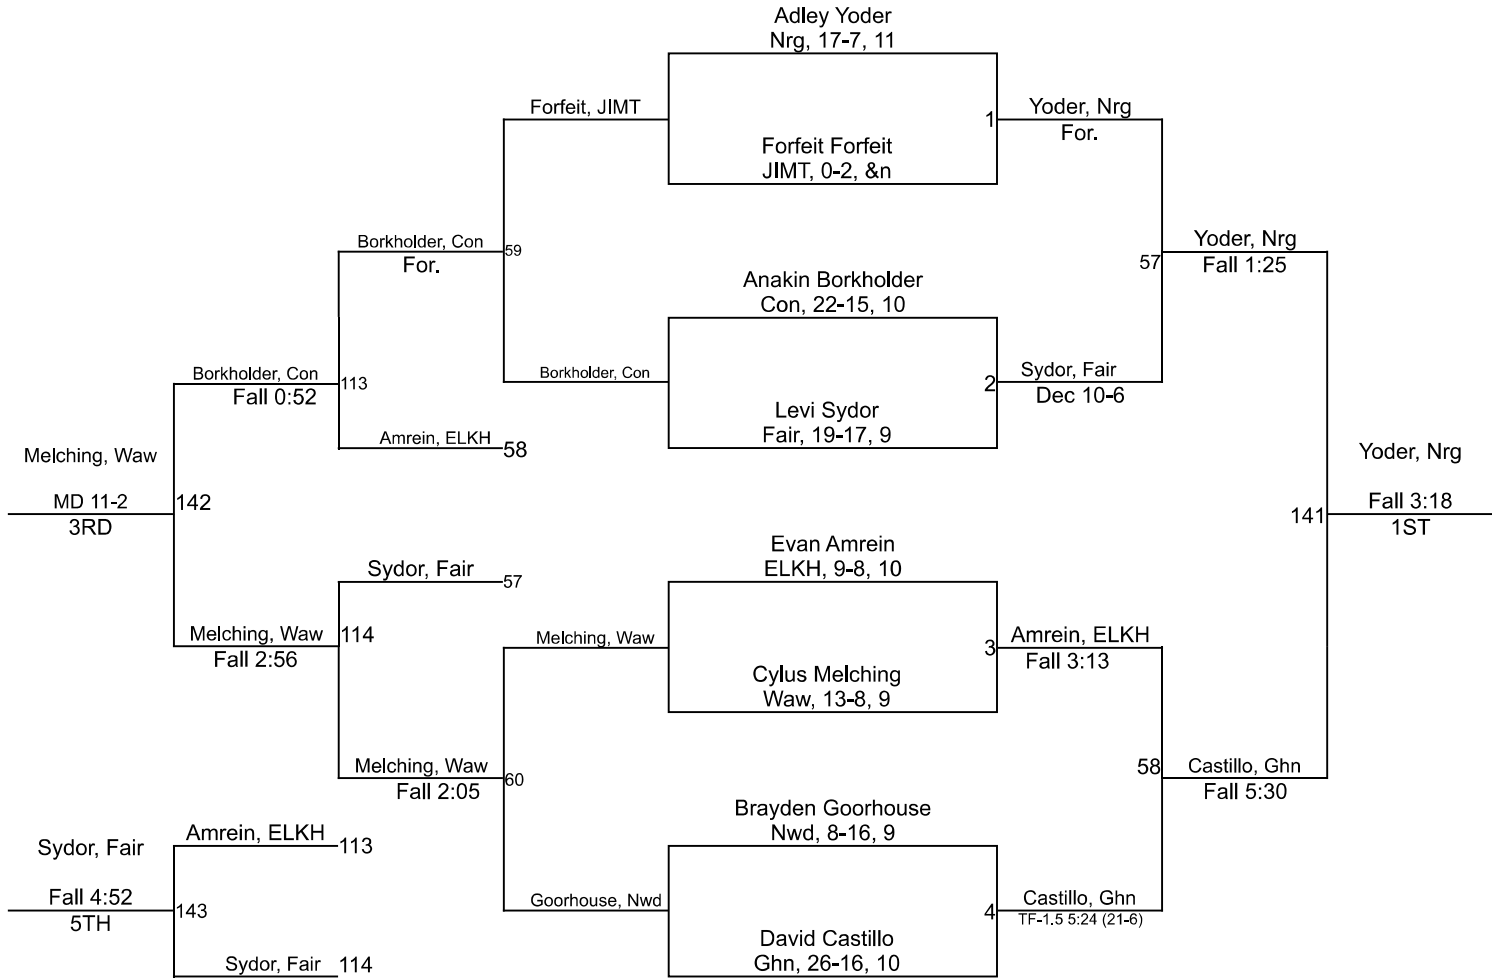 Adley Yoder
Nrg, 17-7, 11
Forfeit, JIMT
1
Yoder, Nrg
For.
Forfeit Forfeit
JIMT, 0-2, &n
Borkholder, Con
For.
59
57
Yoder, Nrg
Fall 1:25
Anakin Borkholder
Con, 22-15, 10
Borkholder, Con
Fall 0:52
113
Borkholder, Con
2
Sydor, Fair
Dec 10-6
Levi Sydor
Fair, 19-17, 9
Amrein, ELKH
58
Melching, Waw
MD 11-2
3RD
142
Yoder, Nrg
141
Fall 3:18
1ST
Evan Amrein
ELKH, 9-8, 10
Sydor, Fair
57
Melching, Waw
Fall 2:56
114
Melching, Waw
3
Amrein, ELKH
Fall 3:13
Cylus Melching
Waw, 13-8, 9
Melching, Waw
Fall 2:05
60
58
Castillo, Ghn
Fall 5:30
Brayden Goorhouse
Nwd, 8-16, 9
Amrein, ELKH
113
Sydor, Fair
Fall 4:52
5TH
143
Goorhouse, Nwd
4
Castillo, Ghn
TF-1.5 5:24 (21-6)
David Castillo
Ghn, 26-16, 10
Sydor, Fair
114